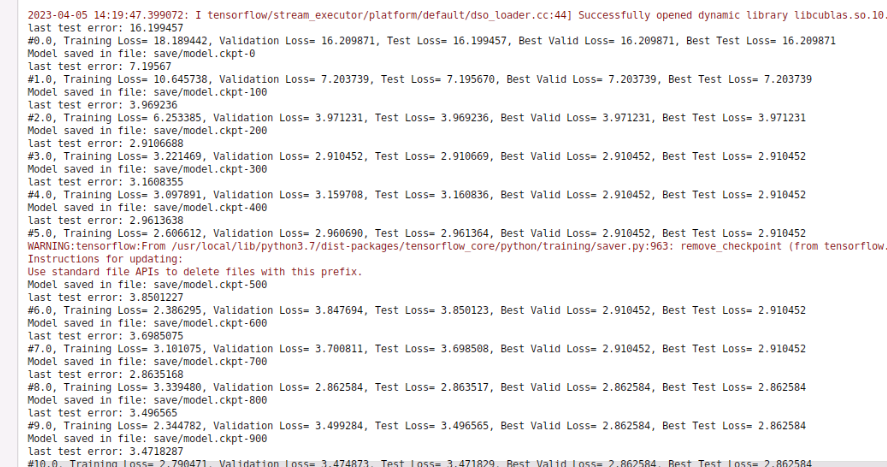 2023-04-05 14:19:47.399072: I tensorflow/stream_executor/platform/default/dso_loader.cc:44] Successfully opened dynamic library libcublas.so.10.
last test error: 16.199457
#0.0, Training Loss= 18.189442, Validation Loss= 16.209871, Test Loss= 16.199457, Best Valid Loss= 16.209871, Best Test Loss= 16.209871
Model saved in file: save/model.ckpt-0
last test error: 7.19567
#1.0, Training Loss= 10.645738, Validation Loss= 7.203739, Test Loss= 7.195670, Best Valid Loss= 7.203739, Best Test Loss= 7.203739
Model saved in file: save/model.ckpt-100
last test error: 3.969236
#2.0, Training Loss= 6.253385, Validation Loss= 3.971231, Test Loss= 3.969236, Best Valid Loss= 3.971231, Best Test Loss= 3.971231
Model saved in file: save/model.ckpt-200
last test error: 2.9106688
#3.0, Training Loss= 3.221469, Validation Loss= 2.910452, Test Loss= 2.910669, Best Valid Loss= 2.910452, Best Test Loss= 2.910452
Model saved in file: save/model.ckpt-300
last test error: 3.1608355
#4.0, Training Loss= 3.097891, Validation Loss= 3.159708, Test Loss= 3.160836, Best Valid Loss= 2.910452, Best Test Loss= 2.910452
Model saved in file: save/model.ckpt-400
last test error: 2.9613638
#5.0, Training Loss= 2.606612, Validation Loss= 2.960690, Test Loss= 2.961364, Best Valid Loss= 2.910452, Best Test Loss= 2.910452
WARNING:tensorflow:From /usr/local/lib/python3.7/dist-packages/tensorflow_core/python/training/saver.py:963: remove_checkpoint (from tensorflow.
Instructions for updating:
Use standard file APIs to delete files with this prefix.
Model saved in file: save/model.ckpt-500
last test error: 3.8501227
#6.0, Training Loss= 2.386295, Validation Loss= 3.847694, Test Loss= 3.850123, Best Valid Loss= 2.910452, Best Test Loss= 2.910452
Model saved in file: save/model.ckpt-600
last test error: 3.6985075
#7.0, Training Loss= 3.101075, Validation Loss= 3.700811, Test Loss= 3.698508, Best Valid Loss= 2.910452, Best Test Loss= 2.910452
Model saved in file: save/model.ckpt-700
last test error: 2.8635168
#8.0, Training Loss= 3.339480, Validation Loss= 2.862584, Test Loss= 2.863517, Best Valid Loss= 2.862584, Best Test Loss= 2.862584
Model saved in file: save/model.ckpt-800
last test error: 3.496565
#9.0, Training Loss= 2.344782, Validation Loss= 3.499284, Test Loss= 3.496565, Best Valid Loss= 2.862584, Best Test Loss= 2.862584
Model saved in file: save/model.ckpt-900
last test error: 3.4718287
#10.0, Training Loss= 2.790471, Validation Loss= 3.474873, Test Loss= 3.471829, Best Valid Loss= 2.862584, Best Test Loss= 2.862584